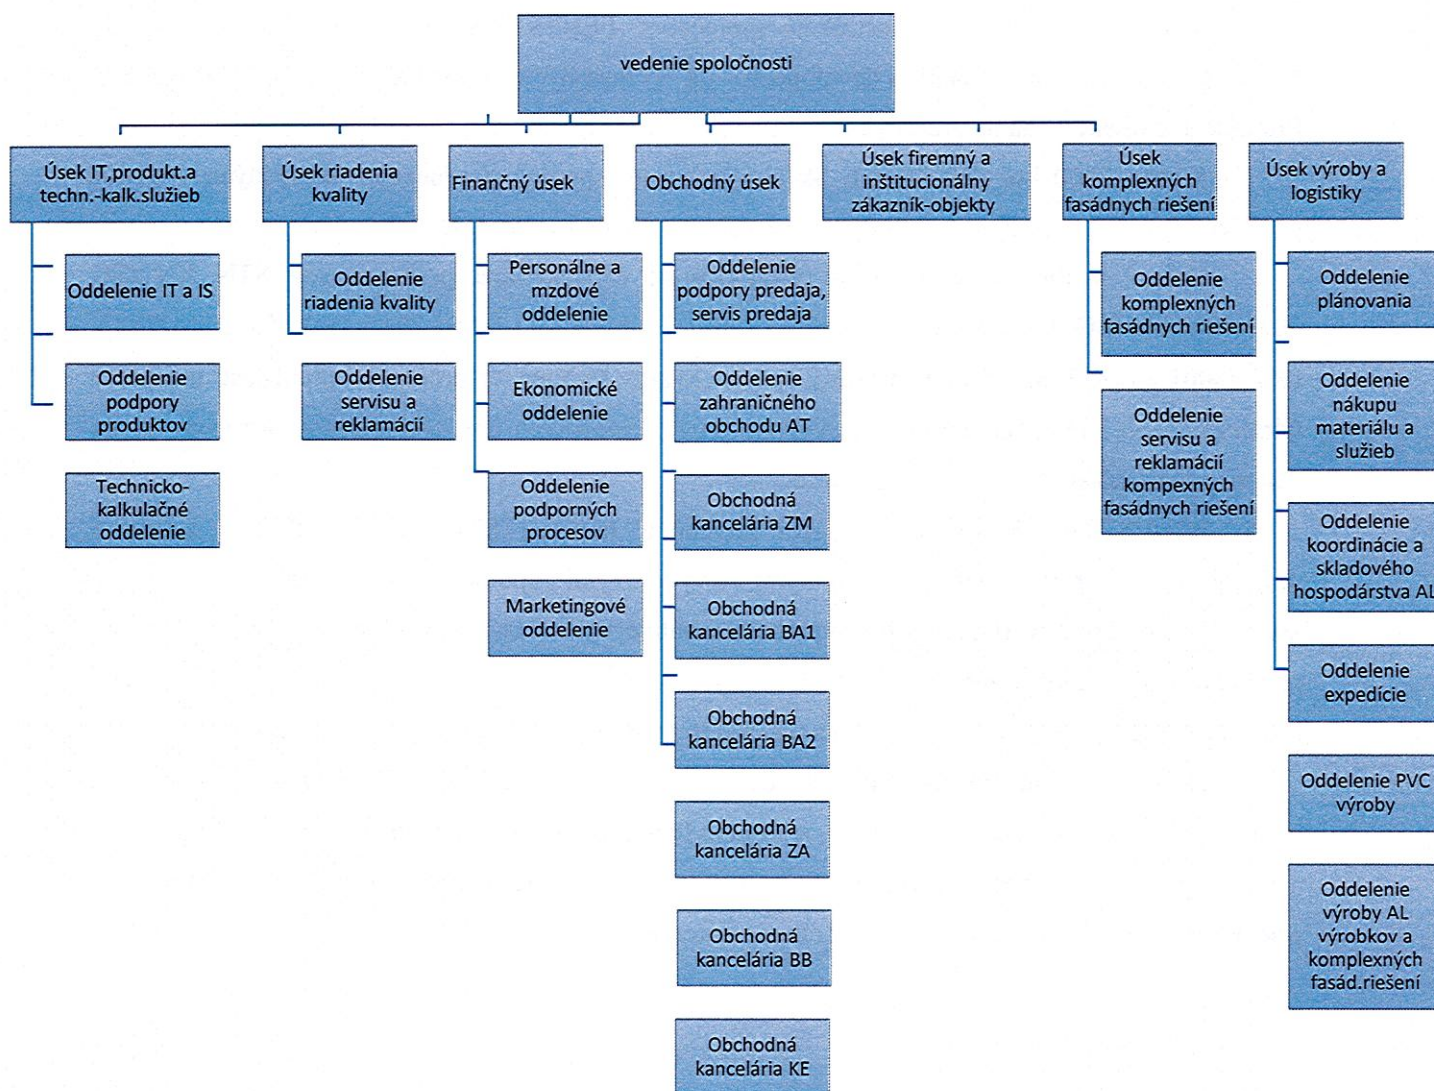 vedenie spoločnosti
Úsek IT,produkt.a
techn.-kalk.služieb
Oddelenie IT a IS
Oddelenie
podpory
produktov
Technicko-
kalkulačné
oddelenie
Úsek riadenia
kvality
Oddelenie
riadenia kvality
Oddelenie
servisu a
reklamácií
Finančný úsek
Personálne a
mzdové
oddelenie
Ekonomické
oddelenie
Oddelenie
podporných
procesov
Marketingové
oddelenie
Obchodný úsek
Oddelenie
podpory predaja,
servis predaja
Oddelenie
zahraničného
obchodu AT
Obchodná
kancelária ZM
Obchodná
kancelária BA1
Obchodná
kancelária BA2
Obchodná
kancelária ZA
Obchodná
kancelária BB
Obchodná
kancelária KE
Úsek firemný a
inštitucionálny
zákazník-objekty
Úsek
komplexných
fasádnych riešení
Oddelenie
komplexných
fasádnych riešení
Oddelenie
servisu a
reklamácií
kompexných
fasádnych riešení
Úsek výroby a
logistiky
Oddelenie
plánovania
Oddelenie
nákupu
materiálu a
služieb
Oddelenie
koordinácie a
skladového
hospodárstva AL
Oddelenie
expedície
Oddelenie PVC
výroby
Oddelenie
výroby AL
výrobkov a
komplexných
fasád.riešení